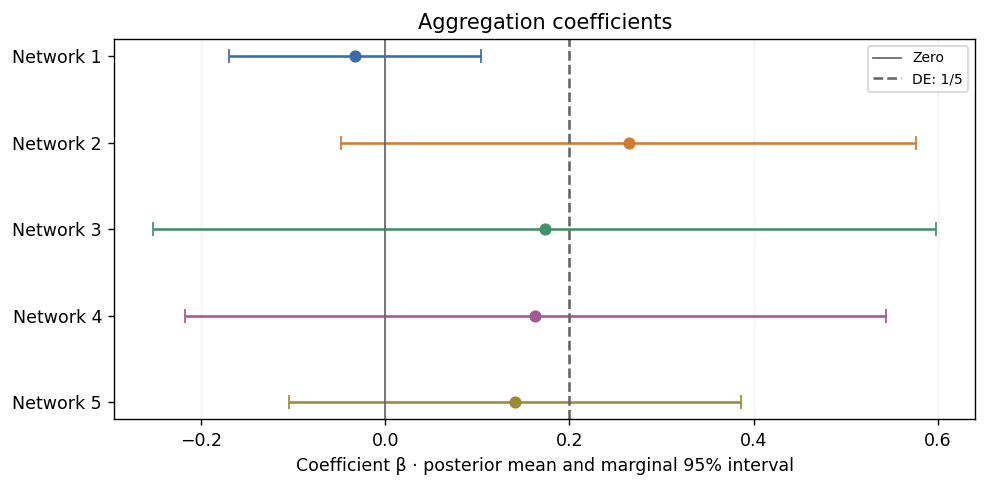 Aggregation coefficients
Network 1
Network 2
Network 3
Network 4
Network 5
Zero
DE: 1/5
−0.2 0.0 0.2 0.4 0.6
Coefficient β · posterior mean and marginal 95% interval